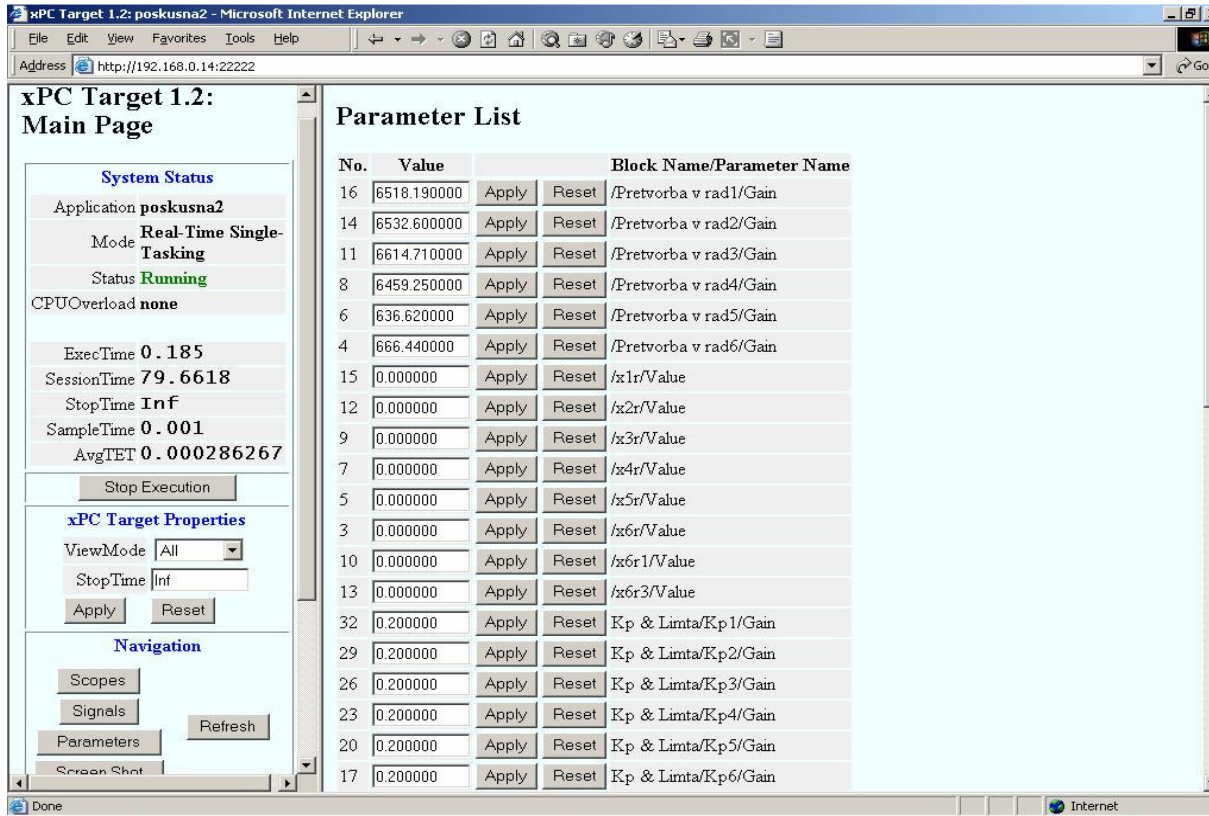 xPC Target 1.2: poskusna2 - Microsoft Internet Explorer
File Edit View Favorites Tools Help
Address http://192.168.0.14:22222 Go
xPC Target 1.2:
Main Page
System Status
Application poskusna2
Mode Real-Time Single-
Tasking
Status Running
CPUOverload none
ExecTime 0.185
SessionTime 79.6618
StopTime Inf
SampleTime 0.001
AvgTET 0.000286267
Stop Execution
xPC Target Properties
ViewMode All
StopTime Inf
Apply Reset
Navigation
Scopes
Signals
Refresh
Parameters
Screen Shot
Parameter List
No. Value Block Name/Parameter Name
16 6518.190000 Apply Reset /Pretvorba v rad1/Gain
14 6532.600000 Apply Reset /Pretvorba v rad2/Gain
11 6614.710000 Apply Reset /Pretvorba v rad3/Gain
8 6459.250000 Apply Reset /Pretvorba v rad4/Gain
6 636.620000 Apply Reset /Pretvorba v rad5/Gain
4 666.440000 Apply Reset /Pretvorba v rad6/Gain
15 0.000000 Apply Reset /x1r/Value
12 0.000000 Apply Reset /x2r/Value
9 0.000000 Apply Reset /x3r/Value
7 0.000000 Apply Reset /x4r/Value
5 0.000000 Apply Reset /x5r/Value
3 0.000000 Apply Reset /x6r/Value
10 0.000000 Apply Reset /x6r1/Value
13 0.000000 Apply Reset /x6r3/Value
32 0.200000 Apply Reset Kp & Limta/Kp1/Gain
29 0.200000 Apply Reset Kp & Limta/Kp2/Gain
26 0.200000 Apply Reset Kp & Limta/Kp3/Gain
23 0.200000 Apply Reset Kp & Limta/Kp4/Gain
20 0.200000 Apply Reset Kp & Limta/Kp5/Gain
17 0.200000 Apply Reset Kp & Limta/Kp6/Gain
Done Internet